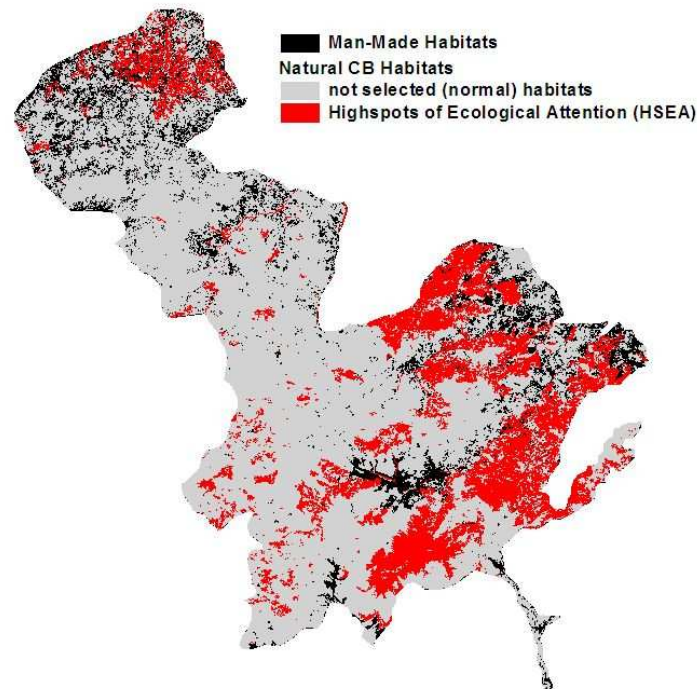 Man-Made Habitats
Natural CB Habitats
not selected (normal) habitats
Highspots of Ecological Attention (HSEA)